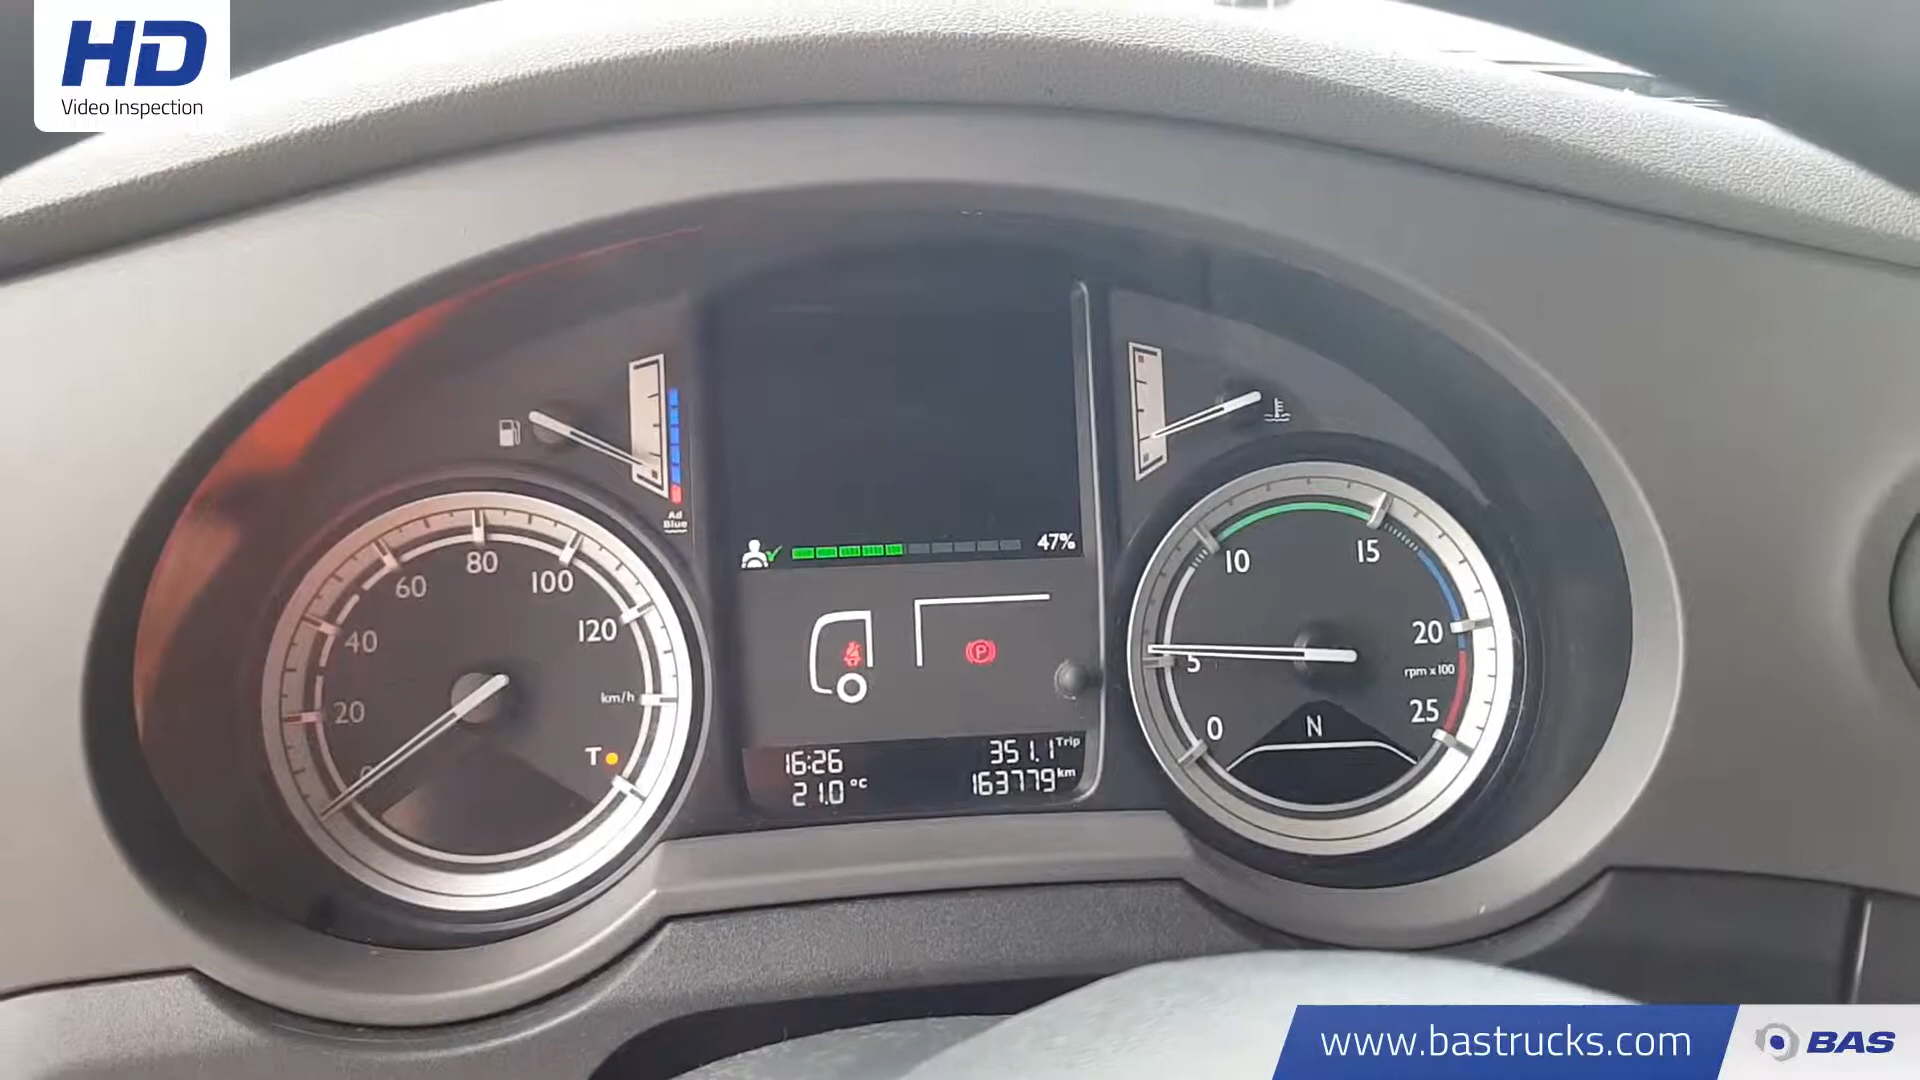 HD
Video Inspection
Ad
Blue
47%
0
20
40
60
80
100
120
km/h
T
P
16:26
351.1 Trip
21.0 °C
163779 km
0
5
10
15
20
25
rpm x 100
N
www.bastrucks.com
BAS